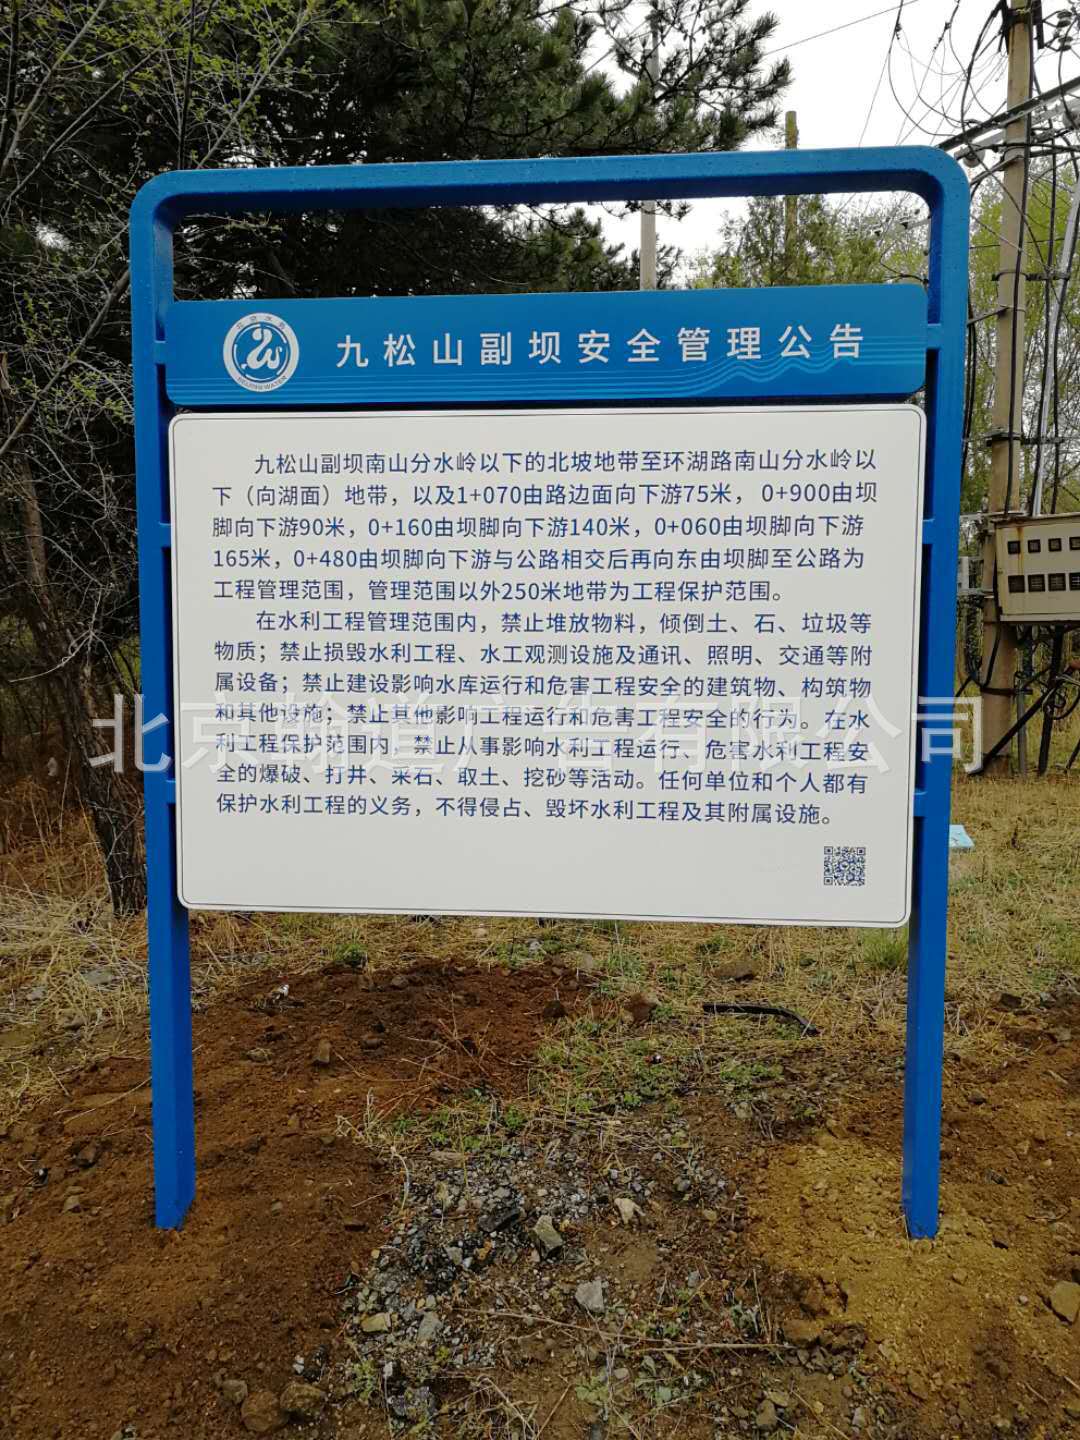 北京水务
BEIJING WATER
九松山副坝安全管理公告
九松山副坝南山分水岭以下的北坡地带至环湖路南山分水岭以
下（向湖面）地带，以及1+070由路边面向下游75米， 0+900由坝
脚向下游90米，0+160由坝脚向下游140米，0+060由坝脚向下游
165米，0+480由坝脚向下游与公路相交后再向东由坝脚至公路为
工程管理范围，管理范围以外250米地带为工程保护范围。
在水利工程管理范围内，禁止堆放物料，倾倒土、石、垃圾等
物质；禁止损毁水利工程、水工观测设施及通讯、照明、交通等附
属设备；禁止建设影响水库运行和危害工程安全的建筑物、构筑物
和其他设施；禁止其他影响工程运行和危害工程安全的行为。在水
利工程保护范围内，禁止从事影响水利工程运行、危害水利工程安
全的爆破、打井、采石、取土、挖砂等活动。任何单位和个人都有
保护水利工程的义务，不得侵占、毁坏水利工程及其附属设施。
北京瀚道广告有限公司